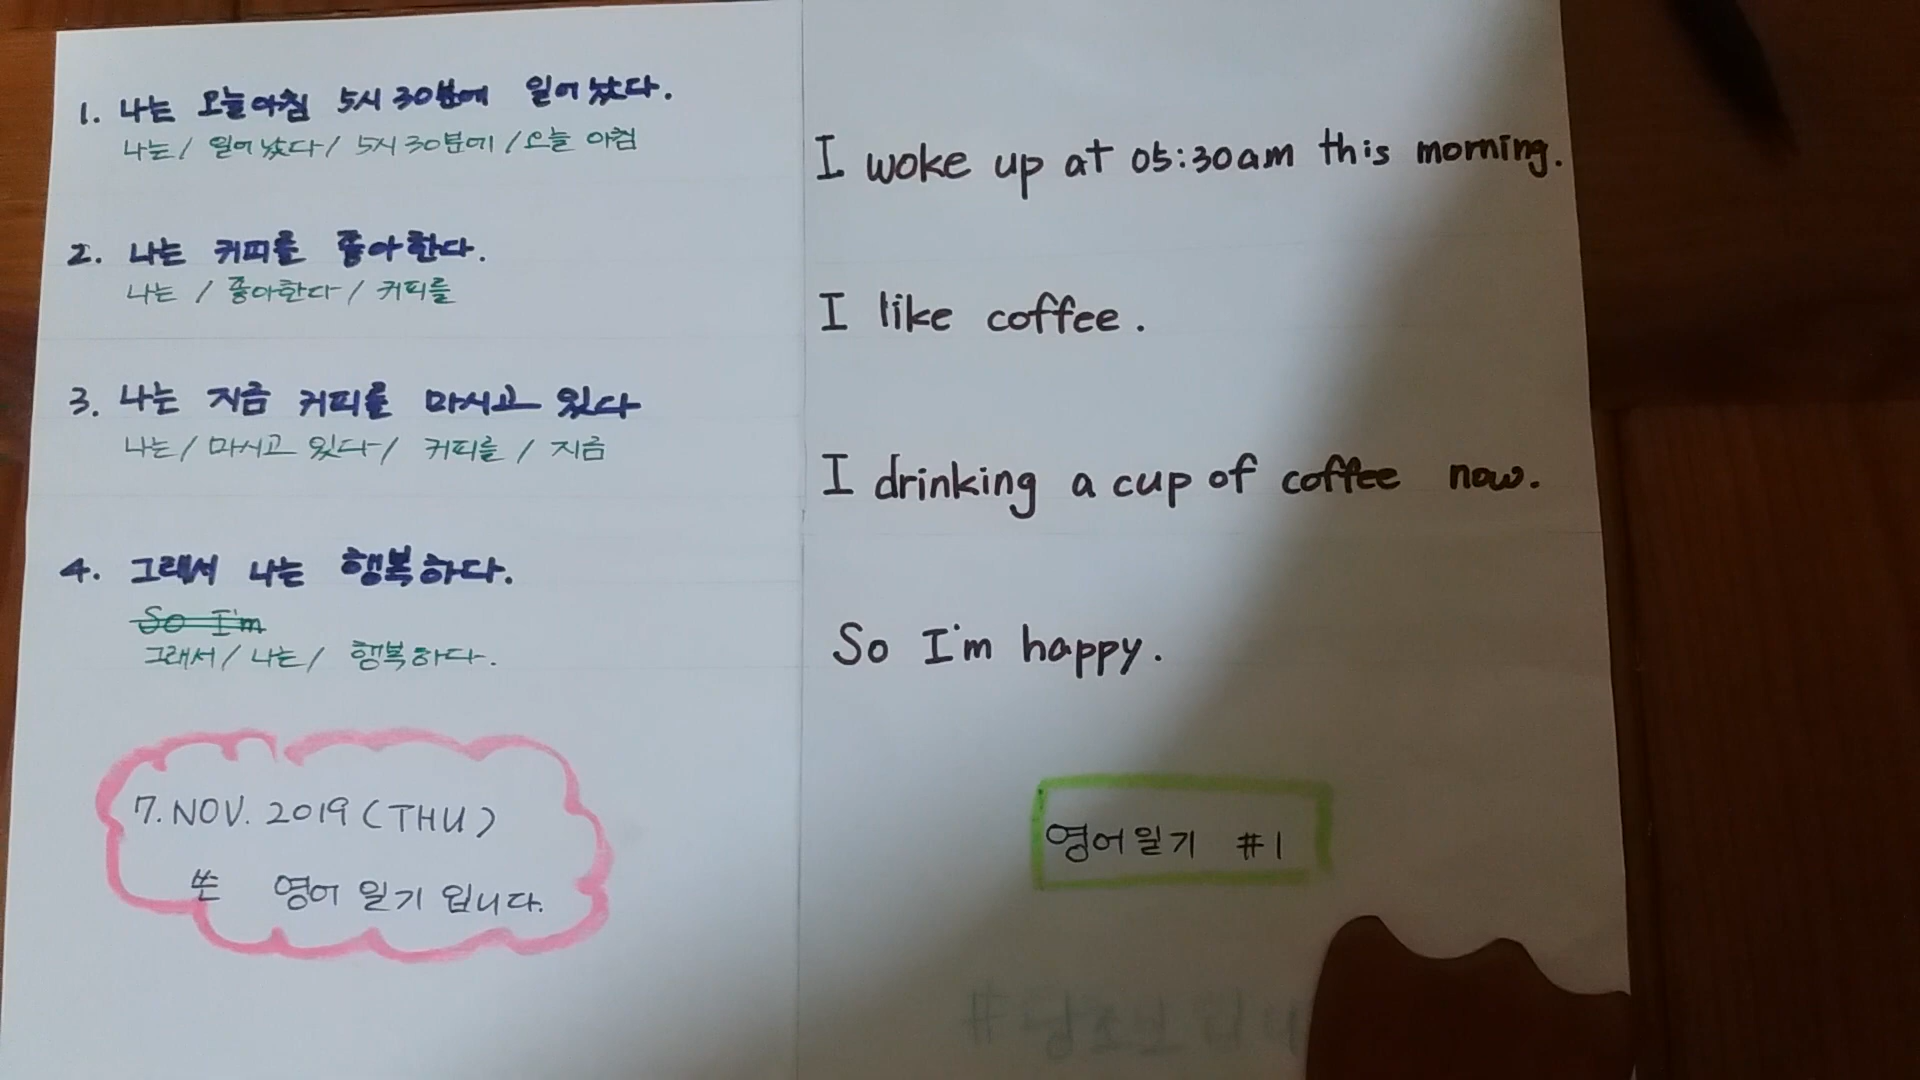 1. 나는 오늘아침 5시 30분에 일어났다.
나는 / 일어났다 / 5시 30분에 / 오늘 아침
I woke up at 05:30am this morning.
2. 나는 커피를 좋아한다.
나는 / 좋아한다 / 커피를
I like coffee.
3. 나는 지금 커피를 마시고 있다
나는 / 마시고 있다 / 커피를 / 지금
I drinking a cup of coffee now.
4. 그래서 나는 행복하다.
So I'm
그래서 / 나는 / 행복하다.
So I'm happy.
7. NOV. 2019 (THU)
쓴 영어 일기 입니다.
영어일기 #1